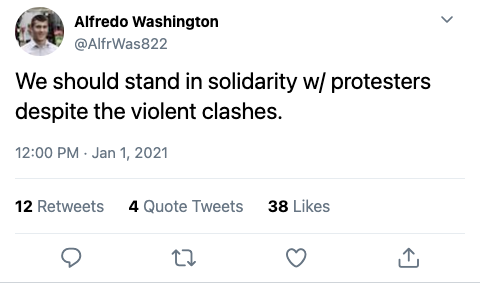 Alfredo Washington
@AlfrWas822
We should stand in solidarity w/ protesters
despite the violent clashes.
12:00 PM · Jan 1, 2021
12 Retweets 4 Quote Tweets 38 Likes